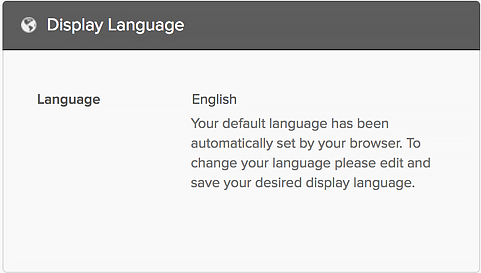 Display Language
Language
English
Your default language has been
automatically set by your browser. To
change your language please edit and
save your desired display language.